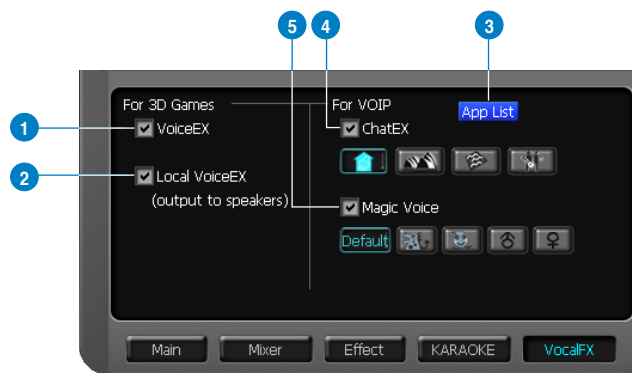 5 4 3
For 3D Games For VOIP
App List
1 VoiceEX ChatEX
2 Local VoiceEX
(output to speakers)
Magic Voice
Default
Main Mixer Effect KARAOKE VocalFX